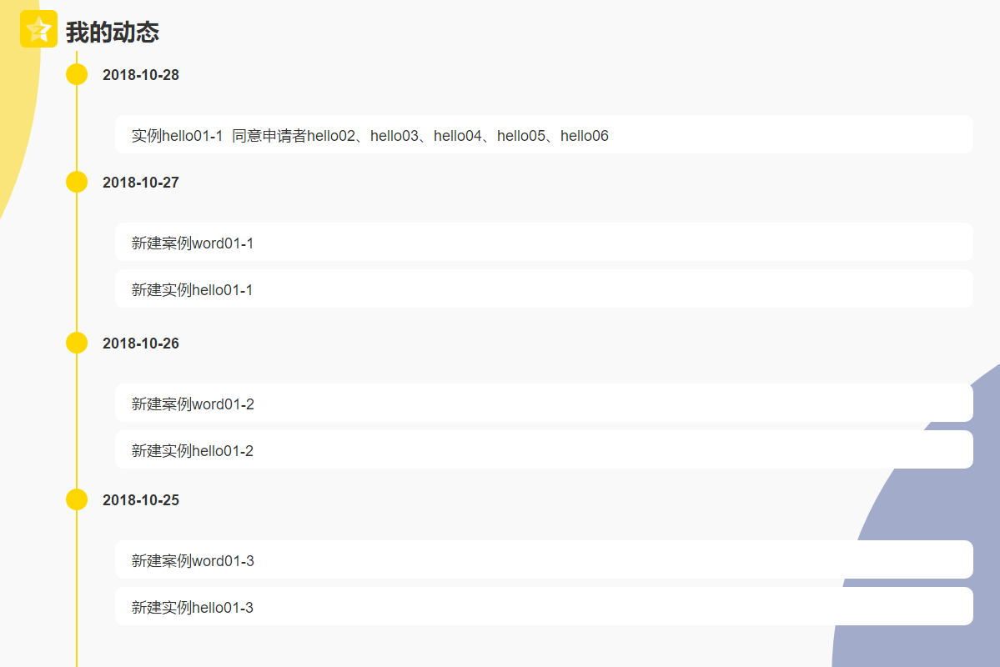 我的动态
2018-10-28
实例hello01-1  同意申请者hello02、hello03、hello04、hello05、hello06
2018-10-27
新建案例word01-1
新建实例hello01-1
2018-10-26
新建案例word01-2
新建实例hello01-2
2018-10-25
新建案例word01-3
新建实例hello01-3